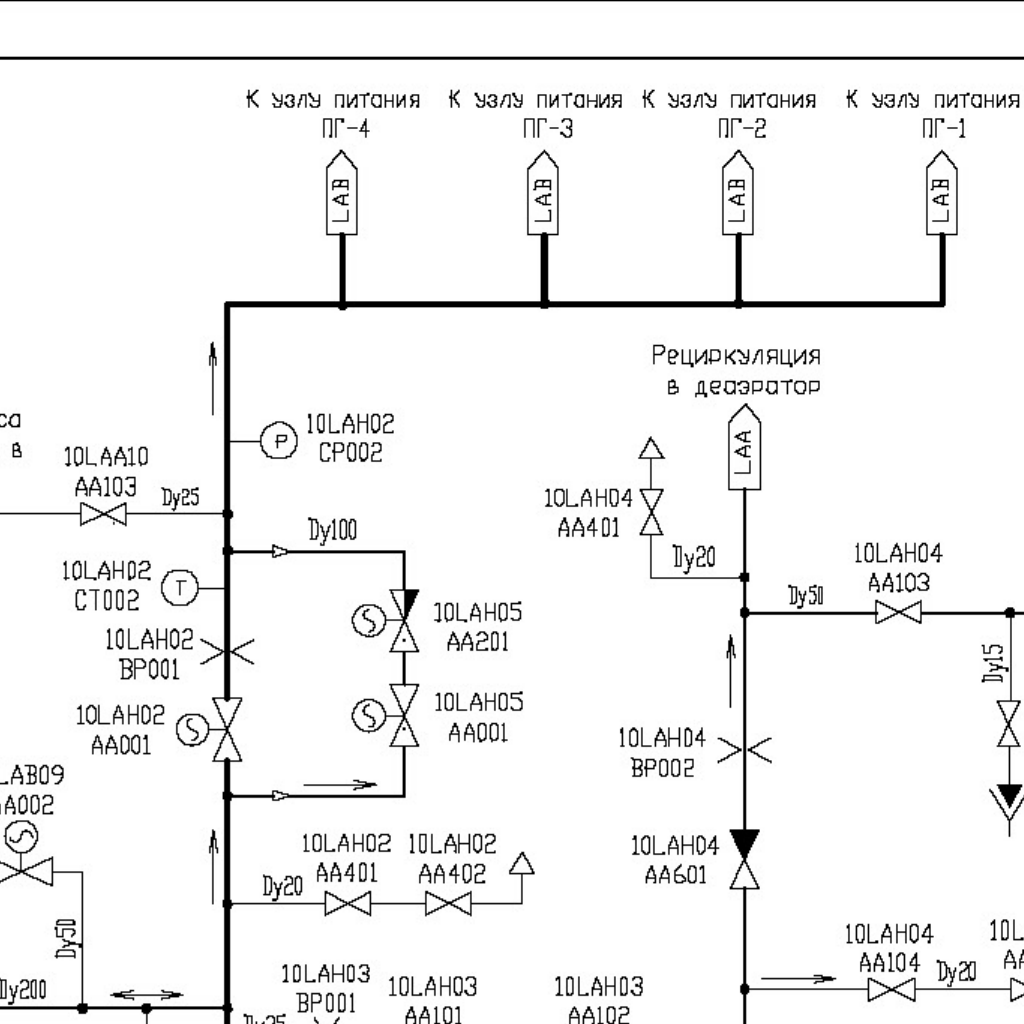 К узлу питания
ПГ-4
К узлу питания
ПГ-3
К узлу питания
ПГ-2
К узлу питания
ПГ-1
LAB
LAB
LAB
LAB
Рециркуляция
в деаэратор
LAA
са
в
10LAH02
CP002
P
10LAA10
AA103
Dy25
10LAH04
AA401
Dy20
Dy100
10LAH04
AA103
Dy50
10LAH02
CT002
T
10LAH05
AA201
S
10LAH02
BP001
Dy15
10LAH05
AA001
S
10LAH02
AA001
S
10LAH04
BP002
LAB09
AA002
S
10LAH02
AA401
10LAH02
AA402
Dy20
10LAH04
AA601
Dy50
10LAH04
AA104
Dy20
10L
AA
Dy200
10LAH03
BP001
10LAH03
AA101
10LAH03
AA102
Dy25